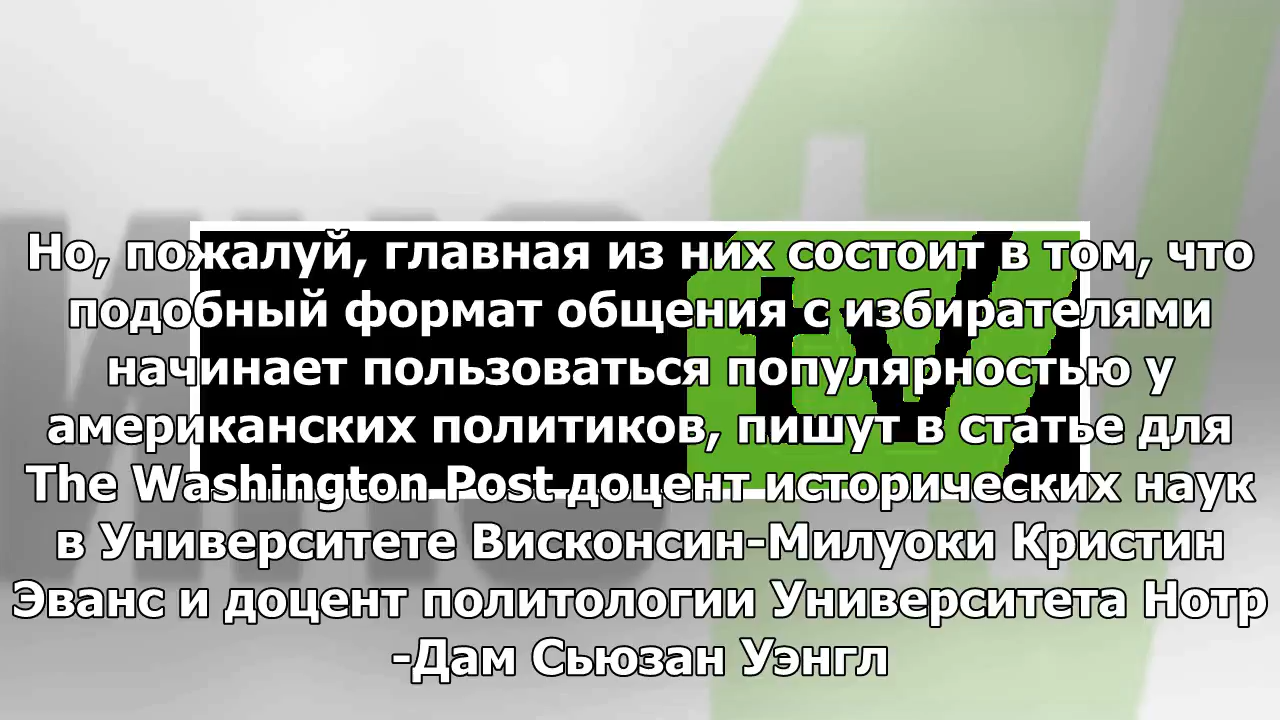 Но, пожалуй, главная из них состоит в том, что
подобный формат общения с избирателями
начинает пользоваться популярностью у
американских политиков, пишут в статье для
The Washington Post доцент исторических наук
в Университете Висконсин-Милуоки Кристин
Эванс и доцент политологии Университета Нотр
-Дам Сьюзан Уэнгл
tv